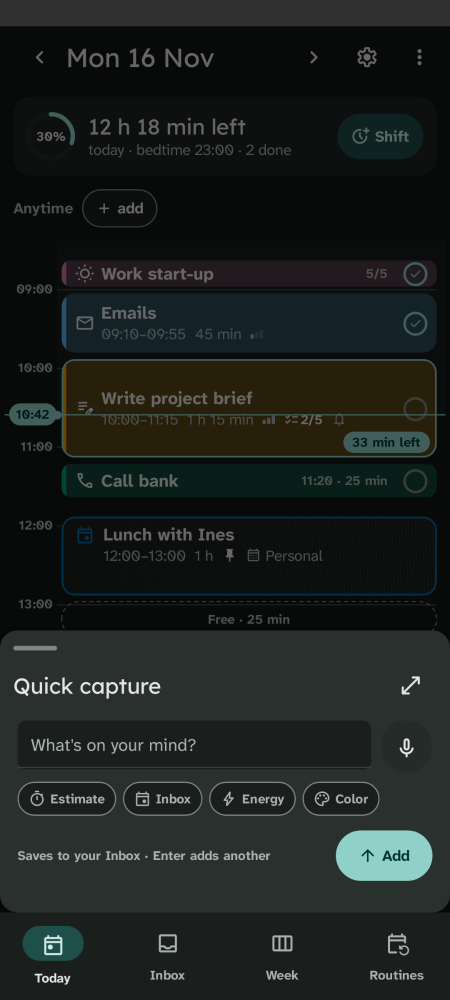 Mon 16 Nov
30%
12 h 18 min left
today · bedtime 23:00 · 2 done
Shift
Anytime
+ add
Work start-up
5/5
09:00
Emails
09:10–09:55 45 min
10:00
Write project brief
10:00–11:15 1 h 15 min 2/5
10:42
33 min left
11:00
Call bank
11:20 · 25 min
12:00
Lunch with Ines
12:00–13:00 1 h Personal
13:00
Free · 25 min
Quick capture
What's on your mind?
Estimate
Inbox
Energy
Color
Saves to your Inbox · Enter adds another
Add
Today
Inbox
Week
Routines